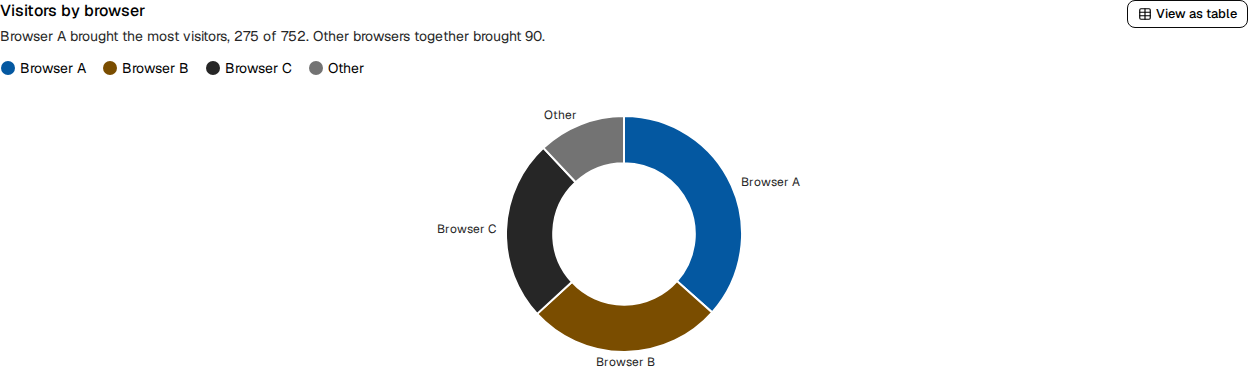 Visitors by browser
View as table
Browser A brought the most visitors, 275 of 752. Other browsers together brought 90.
Browser A
Browser B
Browser C
Other
Other
Browser A
Browser C
Browser B